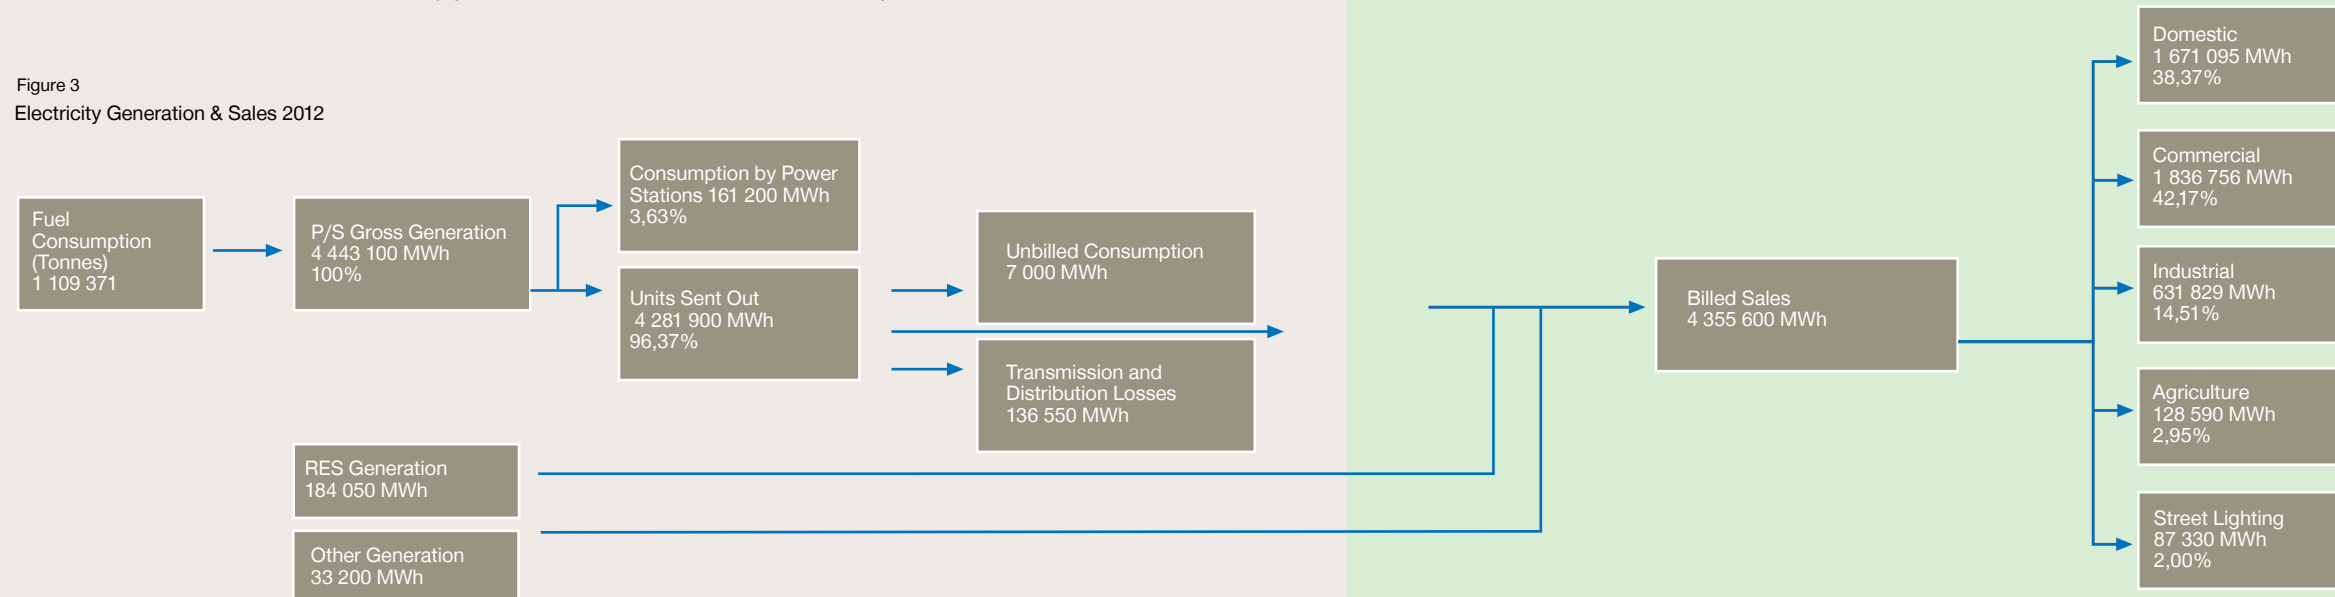 Figure 3
Electricity Generation & Sales 2012
Fuel
Consumption
(Tonnes)
1 109 371
P/S Gross Generation
4 443 100 MWh
100%
Consumption by Power
Stations 161 200 MWh
3,63%
Units Sent Out
4 281 900 MWh
96,37%
Unbilled Consumption
7 000 MWh
Transmission and
Distribution Losses
136 550 MWh
RES Generation
184 050 MWh
Other Generation
33 200 MWh
Billed Sales
4 355 600 MWh
Domestic
1 671 095 MWh
38,37%
Commercial
1 836 756 MWh
42,17%
Industrial
631 829 MWh
14,51%
Agriculture
128 590 MWh
2,95%
Street Lighting
87 330 MWh
2,00%